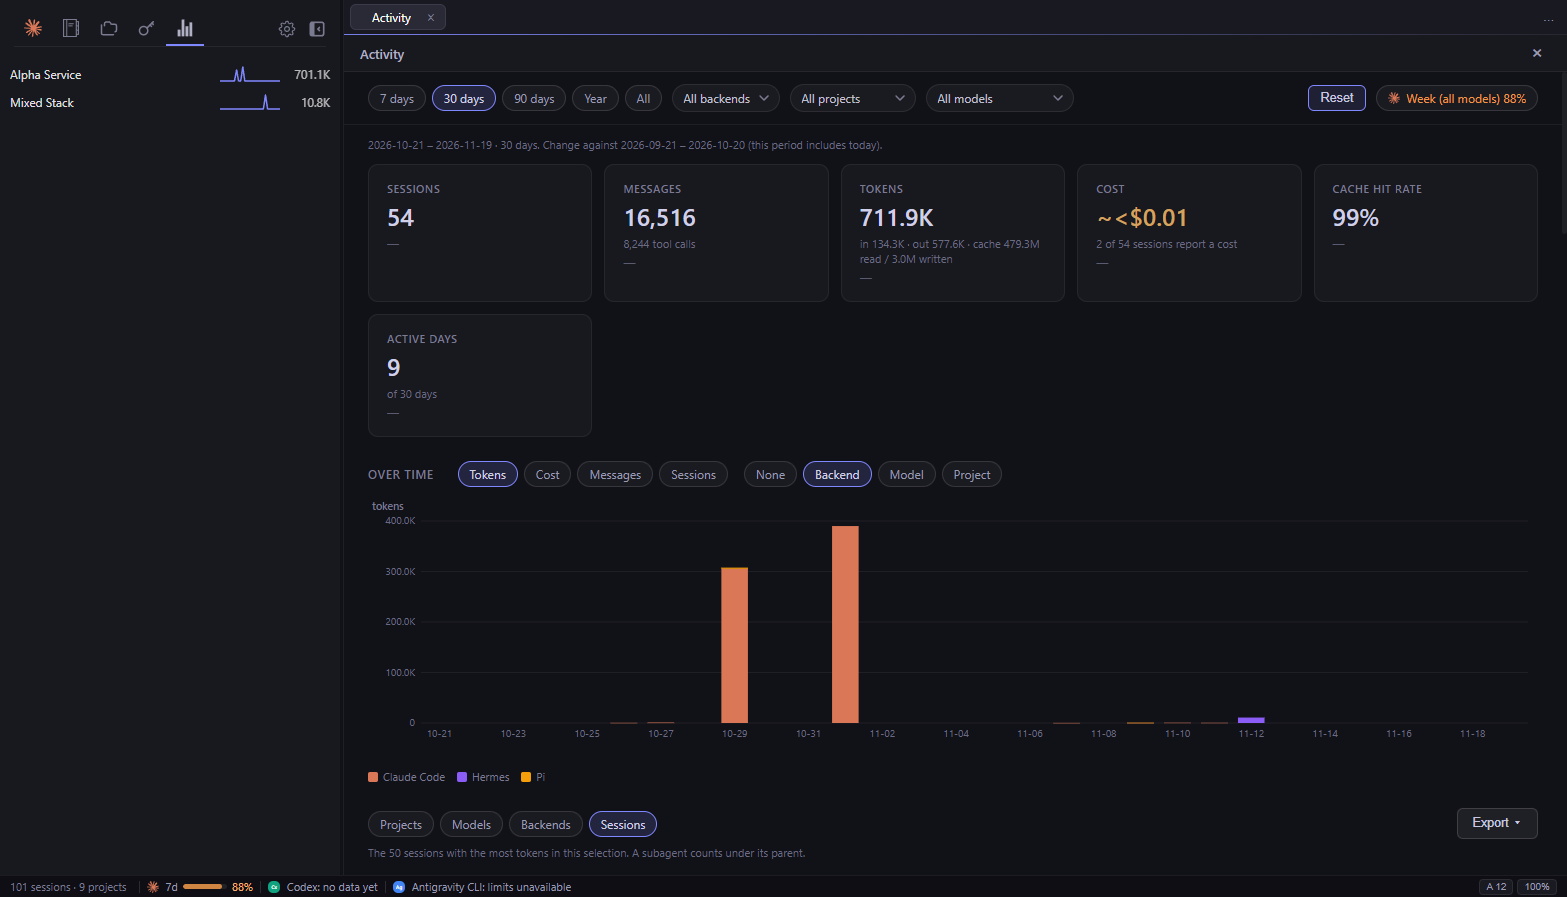 Activity ×
...
Alpha Service 701.1K
Mixed Stack 10.8K
Activity ×
7 days 30 days 90 days Year All All backends All projects All models Reset Week (all models) 88%
2026-10-21 – 2026-11-19 · 30 days. Change against 2026-09-21 – 2026-10-20 (this period includes today).
SESSIONS
54
—
MESSAGES
16,516
8,244 tool calls
—
TOKENS
711.9K
in 134.3K · out 577.6K · cache 479.3M
read / 3.0M written
—
COST
~<$0.01
2 of 54 sessions report a cost
—
CACHE HIT RATE
99%
—
ACTIVE DAYS
9
of 30 days
—
OVER TIME Tokens Cost Messages Sessions None Backend Model Project
tokens
400.0K
300.0K
200.0K
100.0K
0
10-21 10-23 10-25 10-27 10-29 10-31 11-02 11-04 11-06 11-08 11-10 11-12 11-14 11-16 11-18
Claude Code Hermes Pi
Projects Models Backends Sessions Export
The 50 sessions with the most tokens in this selection. A subagent counts under its parent.
101 sessions · 9 projects 7d 88% Cx Codex: no data yet Ag Antigravity CLI: limits unavailable A 12 100%